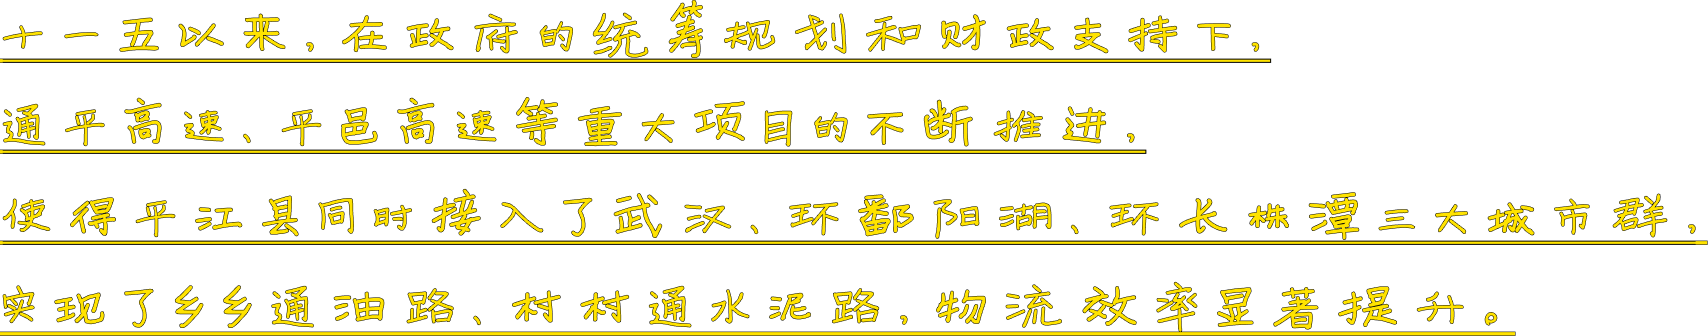 十一五以来，在政府的统筹规划和财政支持下，
通平高速、平邑高速等重大项目的不断推进，
使得平江县同时接入了武汉、环鄱阳湖、环长株潭三大城市群，
实现了乡乡通油路、村村通水泥路，物流效率显著提升。